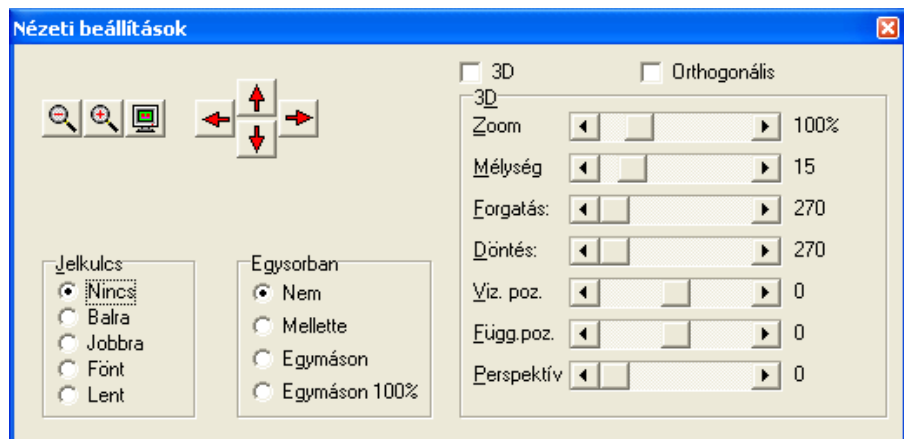 Nézeti beállítások
3D
Orthogonális
3D
Zoom 100%
Mélység 15
Forgatás: 270
Döntés: 270
Viz. poz. 0
Függ.poz. 0
Perspektív 0
Jelkulcs
Nincs
Balra
Jobbra
Fönt
Lent
Egysorban
Nem
Mellette
Egymáson
Egymáson 100%